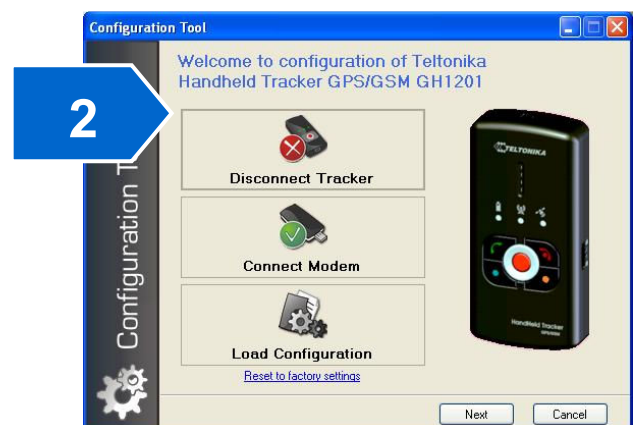 Configuration Tool
Welcome to configuration of Teltonika
Handheld Tracker GPS/GSM GH1201
2
Disconnect Tracker
Connect Modem
Load Configuration
Reset to factory settings
Configuration T
TELTONIKA
HandHeld Tracker
Next
Cancel